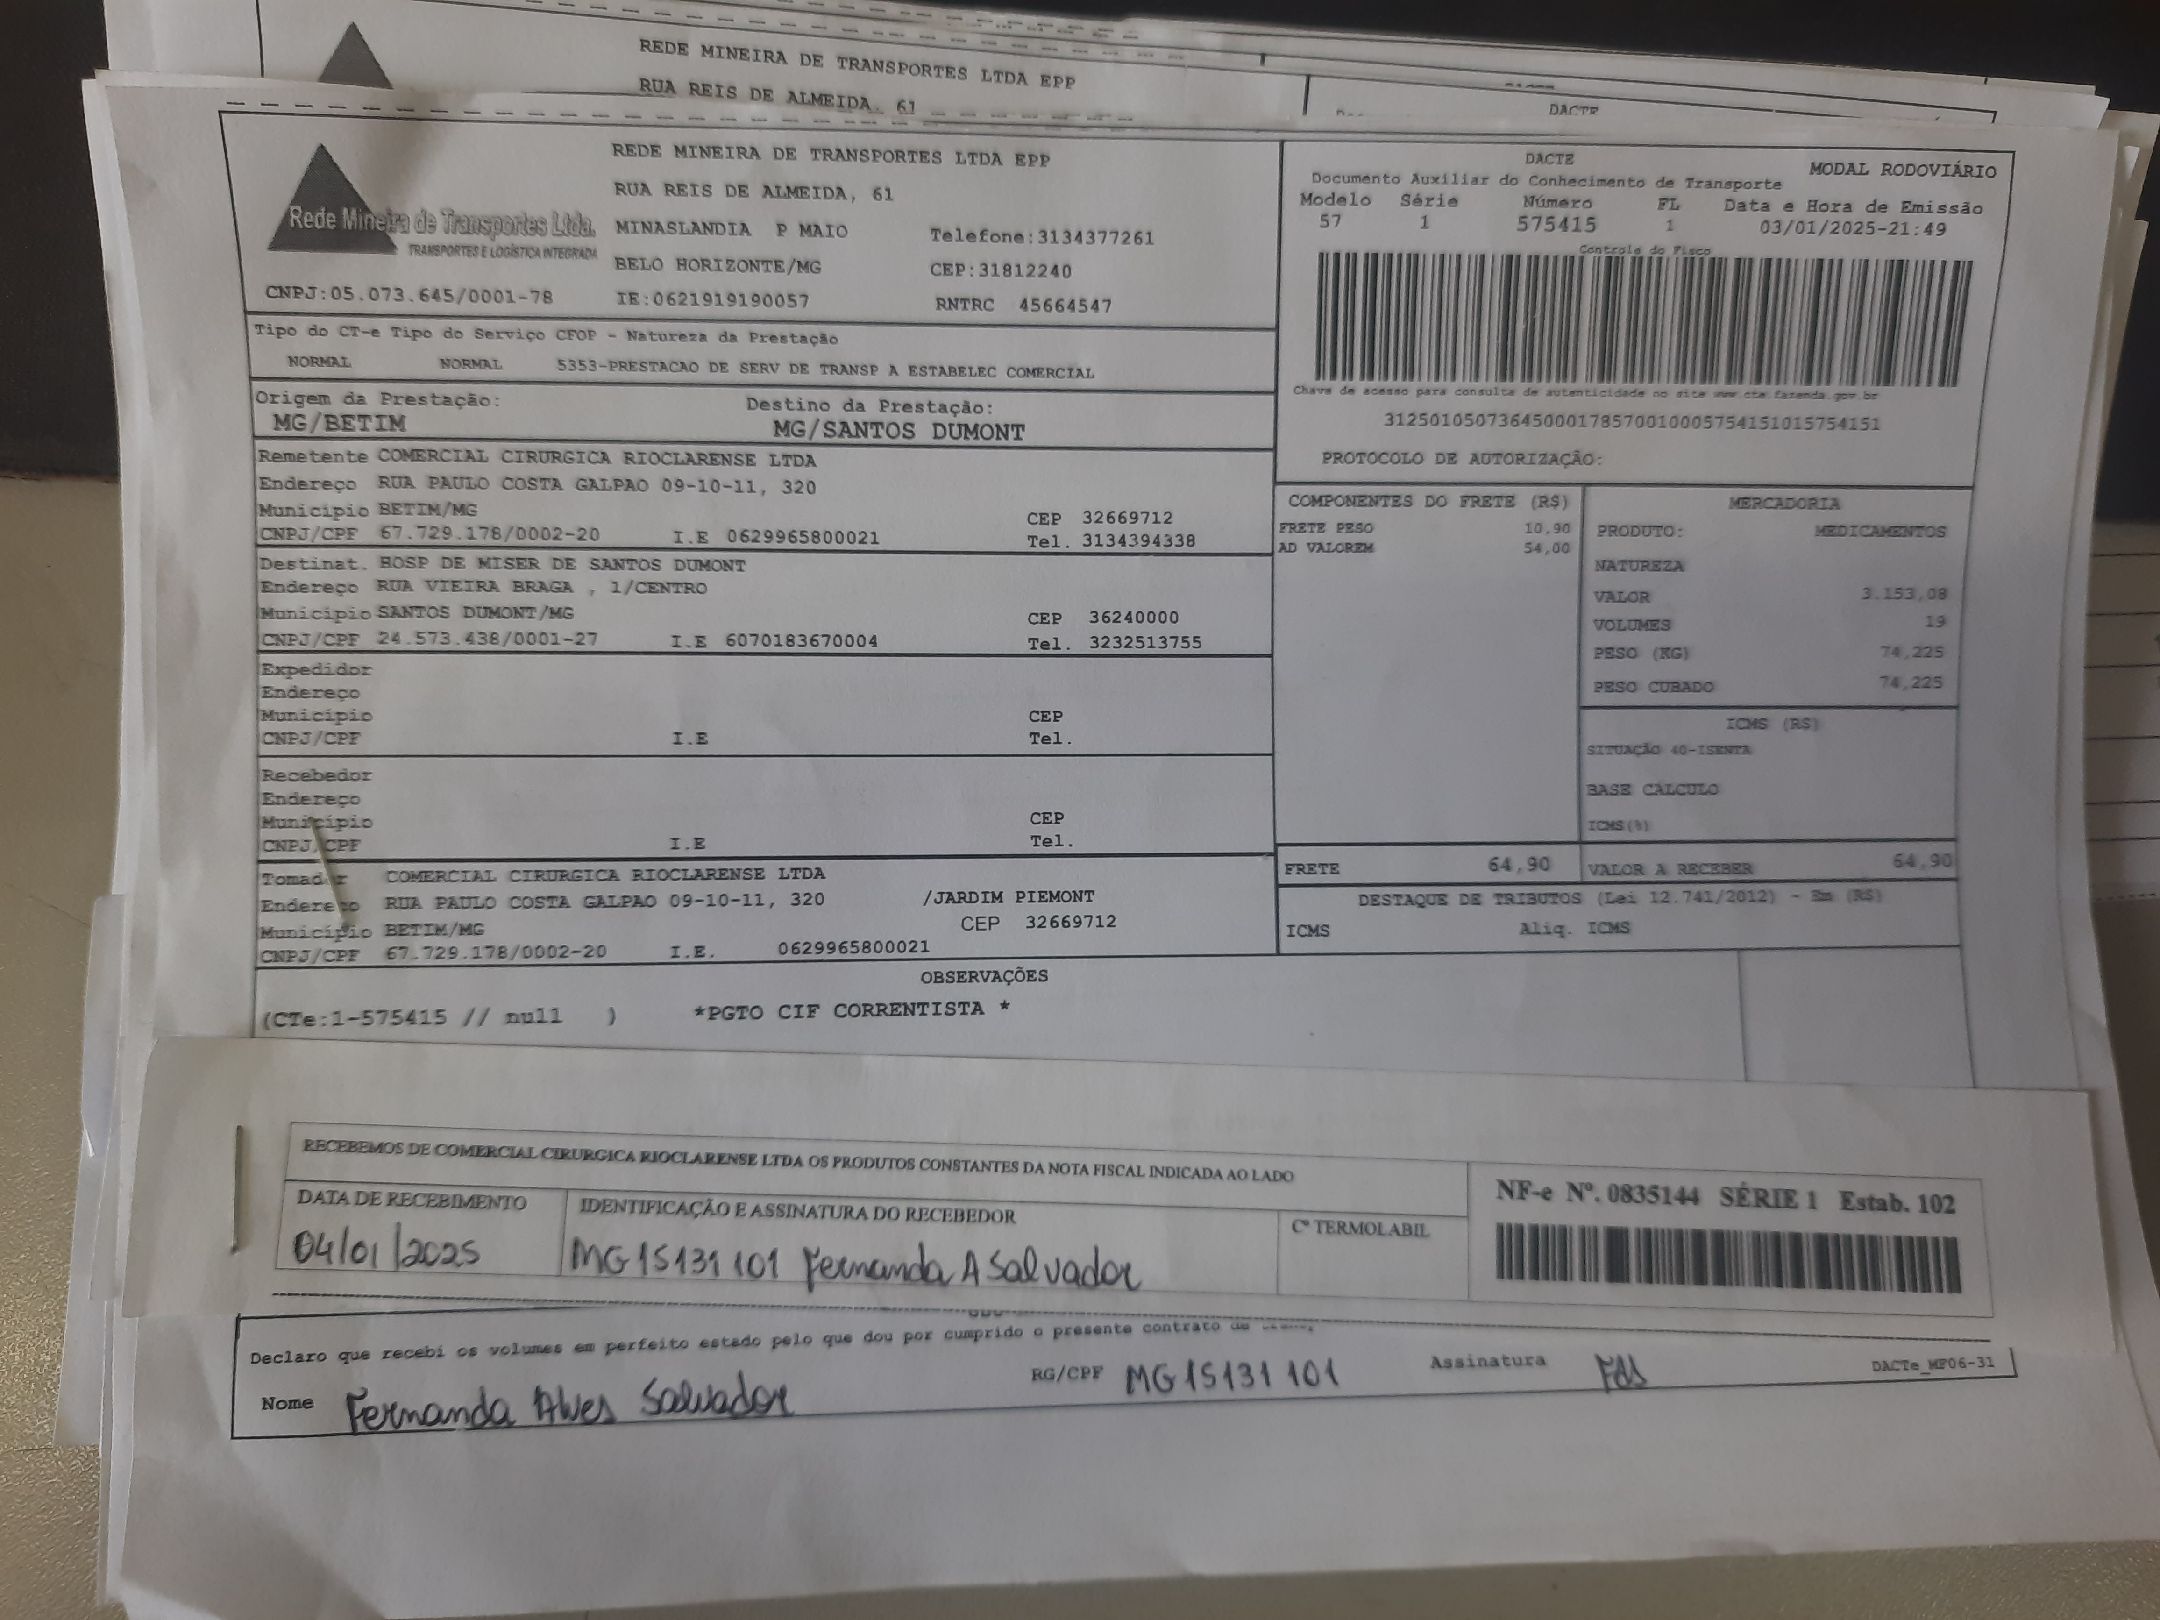 REDE MINEIRA DE TRANSPORTES LTDA EPP
RUA REIS DE ALMEIDA, 61
DACTE
REDE MINEIRA DE TRANSPORTES LTDA EPP
RUA REIS DE ALMEIDA, 61
MINASLANDIA P MAIO Telefone:3134377261
BELO HORIZONTE/MG CEP:31812240
CNPJ:05.073.645/0001-78 IE:0621919190057 RNTRC 45664547
Rede Mineira de Transportes Ltda.
TRANSPORTES E LOGÍSTICA INTEGRADA
DACTE MODAL RODOVIÁRIO
Documento Auxiliar do Conhecimento de Transporte
Modelo Série Número FL Data e Hora de Emissão
57 1 575415 1 03/01/2025-21:49
Controle do Fisco
Chave de acesso para consulta de autenticidade no site www.cte.fazenda.gov.br
31250105073645000178570010005754151015754151
PROTOCOLO DE AUTORIZAÇÃO:
Tipo do CT-e Tipo do Serviço CFOP - Natureza da Prestação
NORMAL NORMAL 5353-PRESTACAO DE SERV DE TRANSP A ESTABELEC COMERCIAL
Origem da Prestação: Destino da Prestação:
MG/BETIM MG/SANTOS DUMONT
Remetente COMERCIAL CIRURGICA RIOCLARENSE LTDA
Endereço RUA PAULO COSTA GALPAO 09-10-11, 320
Município BETIM/MG CEP 32669712
CNPJ/CPF 67.729.178/0002-20 I.E 0629965800021 Tel. 3134394338
Destinat. HOSP DE MISER DE SANTOS DUMONT
Endereço RUA VIEIRA BRAGA , 1/CENTRO
Município SANTOS DUMONT/MG CEP 36240000
CNPJ/CPF 24.573.438/0001-27 I.E 6070183670004 Tel. 3232513755
Expedidor
Endereço
Município CEP
CNPJ/CPF I.E Tel.
Recebedor
Endereço
Município CEP
CNPJ/CPF I.E Tel.
Tomador COMERCIAL CIRURGICA RIOCLARENSE LTDA
Endereço RUA PAULO COSTA GALPAO 09-10-11, 320 /JARDIM PIEMONT
Município BETIM/MG CEP 32669712
CNPJ/CPF 67.729.178/0002-20 I.E. 0629965800021
COMPONENTES DO FRETE (R$)
FRETE PESO 10,90
AD VALOREM 54,00
MERCADORIA
PRODUTO: MEDICAMENTOS
NATUREZA
VALOR 3.153,08
VOLUMES 19
PESO (KG) 74,225
PESO CUBADO 74,225
ICMS (R$)
SITUAÇÃO 40-ISENTA
BASE CÁLCULO
ICMS(%)
FRETE 64,90 VALOR A RECEBER 64,90
DESTAQUE DE TRIBUTOS (Lei 12.741/2012) - Em (R$)
ICMS Aliq. ICMS
OBSERVAÇÕES
(CTe:1-575415 // null ) *PGTO CIF CORRENTISTA *
RECEBEMOS DE COMERCIAL CIRURGICA RIOCLARENSE LTDA OS PRODUTOS CONSTANTES DA NOTA FISCAL INDICADA AO LADO
DATA DE RECEBIMENTO IDENTIFICAÇÃO E ASSINATURA DO RECEBEDOR Cº TERMOLABIL
04/01/2025 MG15131101 Fernanda A Salvador
NF-e Nº. 0835144 SÉRIE 1 Estab. 102
Declaro que recebi os volumes em perfeito estado pelo que dou por cumprido o presente contrato de
Nome Fernanda Alves Salvador RG/CPF MG15131101 Assinatura FAS DACTe_MP06-31